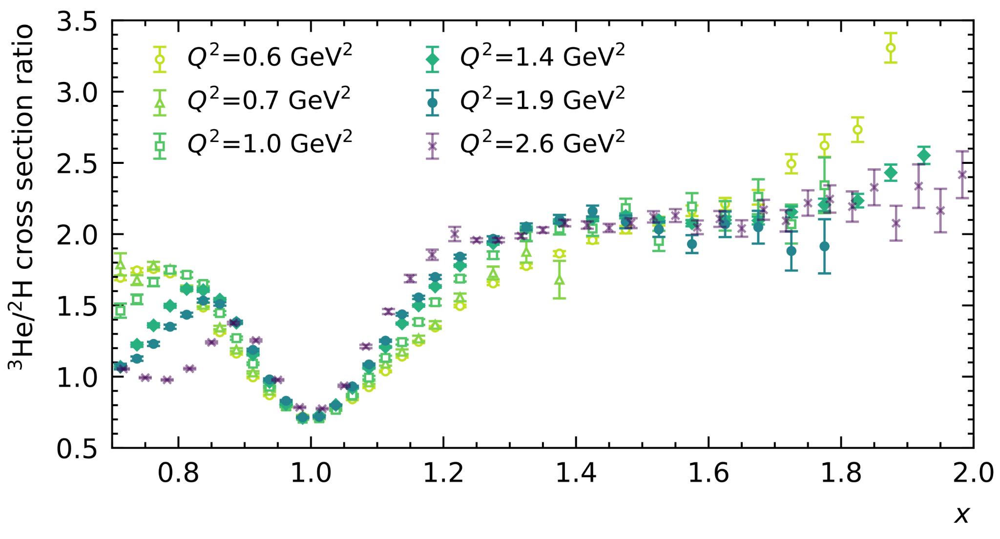 3.5
3.0
2.5
2.0
1.5
1.0
0.5
³He/²H cross section ratio
Q²=0.6 GeV²
Q²=0.7 GeV²
Q²=1.0 GeV²
Q²=1.4 GeV²
Q²=1.9 GeV²
Q²=2.6 GeV²
0.8 1.0 1.2 1.4 1.6 1.8 2.0
x